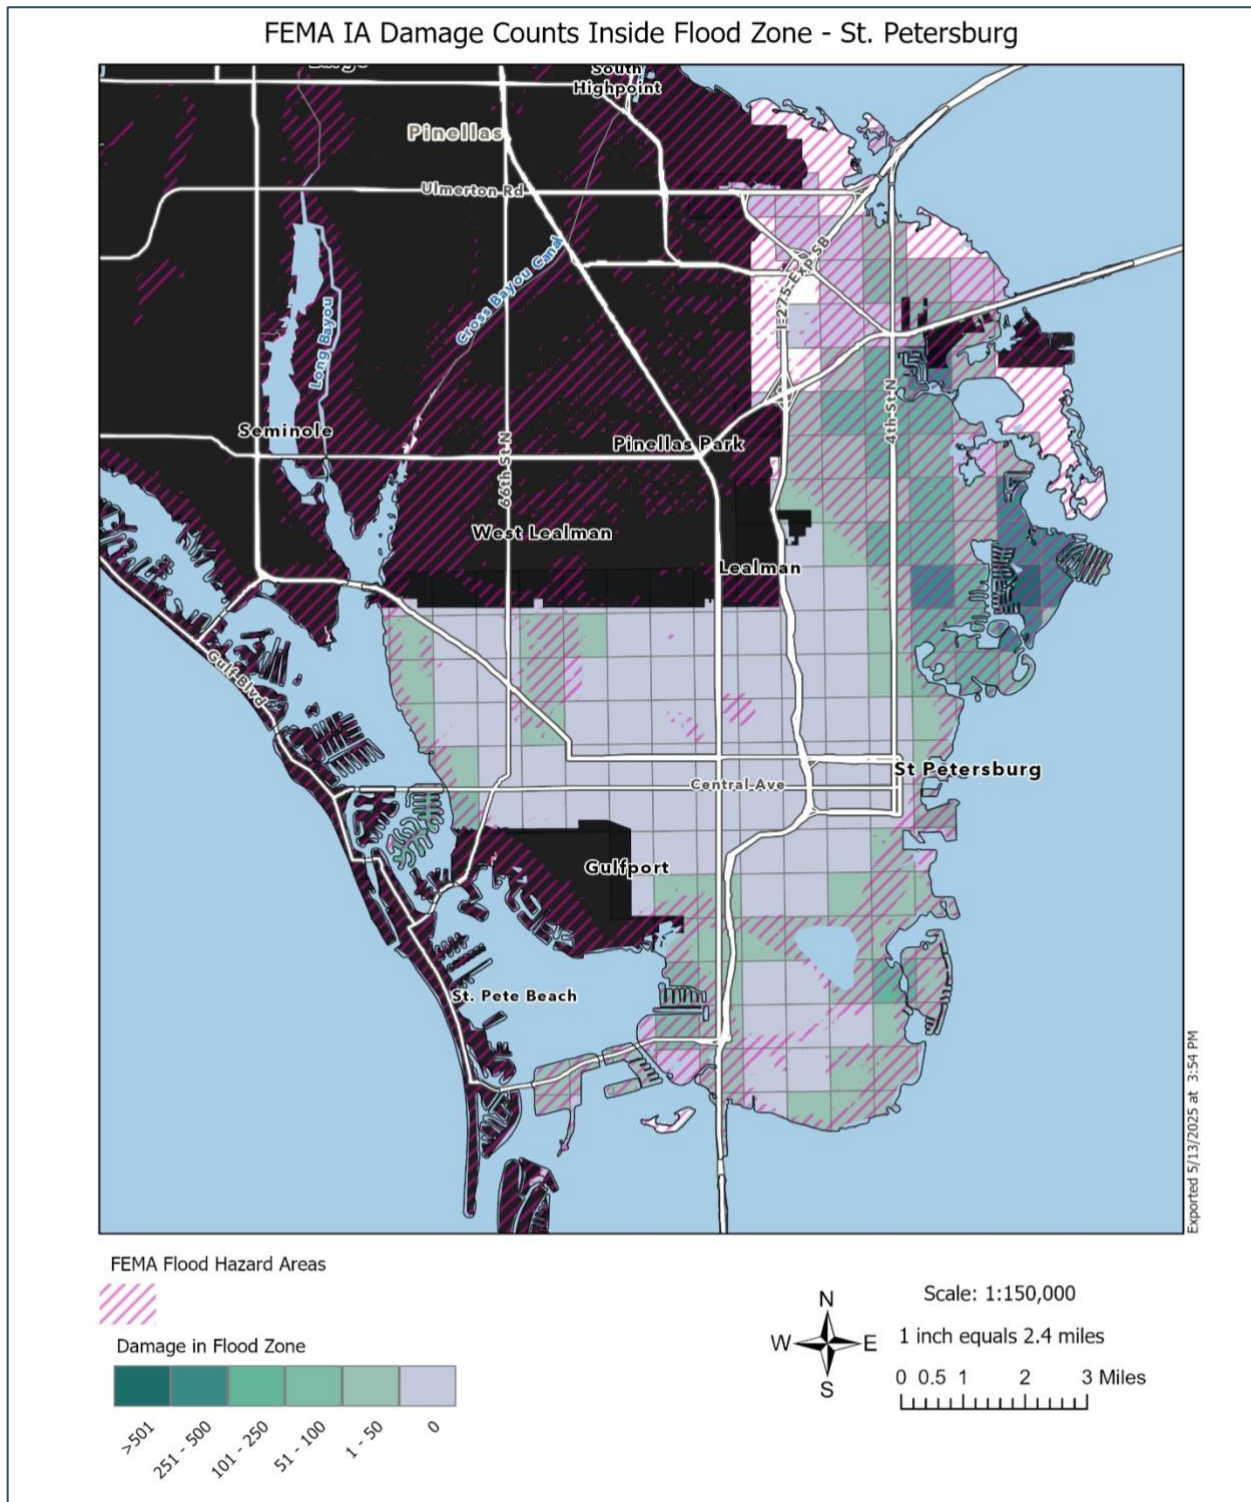 FEMA IA Damage Counts Inside Flood Zone - St. Petersburg
South
Highpoint
Pinellas
Ulmerton Rd
Cross Bayou Canal
I-275-Exp SB
Long Bayou
Seminole
Pinellas Park
66th St N
4th St N
West Lealman
Lealman
Gulf Blvd
St Petersburg
Central Ave
Gulfport
St. Pete Beach
Exported 5/13/2025 at 3:54 PM
FEMA Flood Hazard Areas
Damage in Flood Zone
>501
251 - 500
101 - 250
51 - 100
1 - 50
0
N
W E
S
Scale: 1:150,000
1 inch equals 2.4 miles
0 0.5 1 2 3 Miles